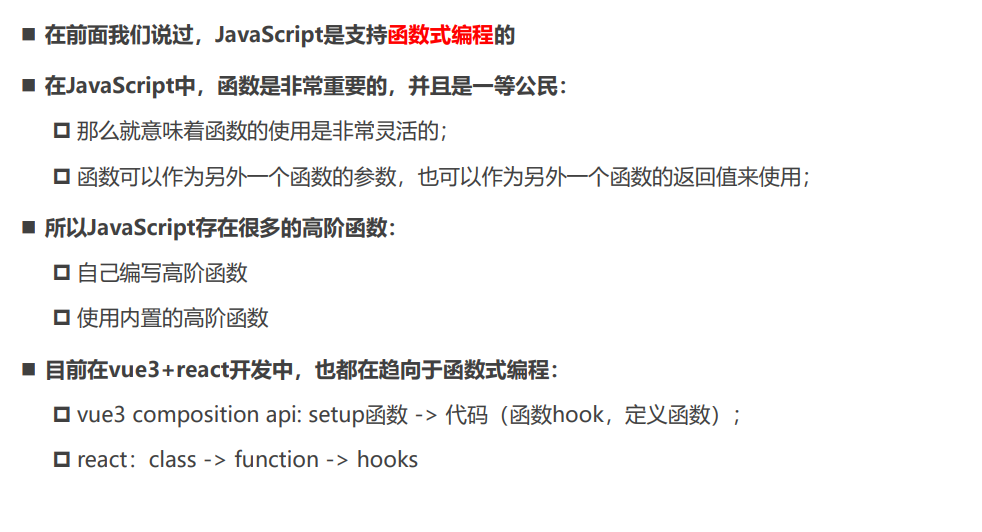 在前面我们说过，JavaScript是支持函数式编程的
在JavaScript中，函数是非常重要的，并且是一等公民：
那么就意味着函数的使用是非常灵活的；
函数可以作为另外一个函数的参数，也可以作为另外一个函数的返回值来使用；
所以JavaScript存在很多的高阶函数：
自己编写高阶函数
使用内置的高阶函数
目前在vue3+react开发中，也都在趋向于函数式编程：
vue3 composition api: setup函数 -> 代码（函数hook，定义函数）；
react：class -> function -> hooks